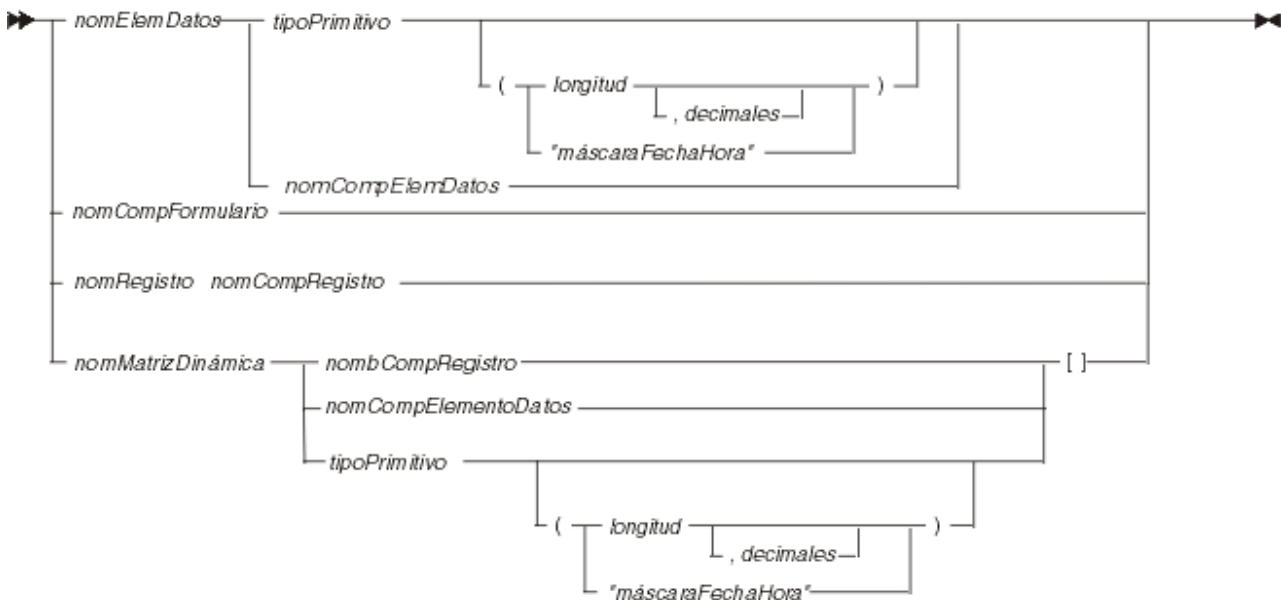 nomElemDatos tipoPrimitivo
( longitud )
, decimales
"máscaraFechaHora"
nomCompElemDatos
nomCompFormulario
nomRegistro nomCompRegistro
nomMatrizDinámica nombCompRegistro [ ]
nomCompElementoDatos
tipoPrimitivo
( longitud )
, decimales
"máscaraFechaHora"